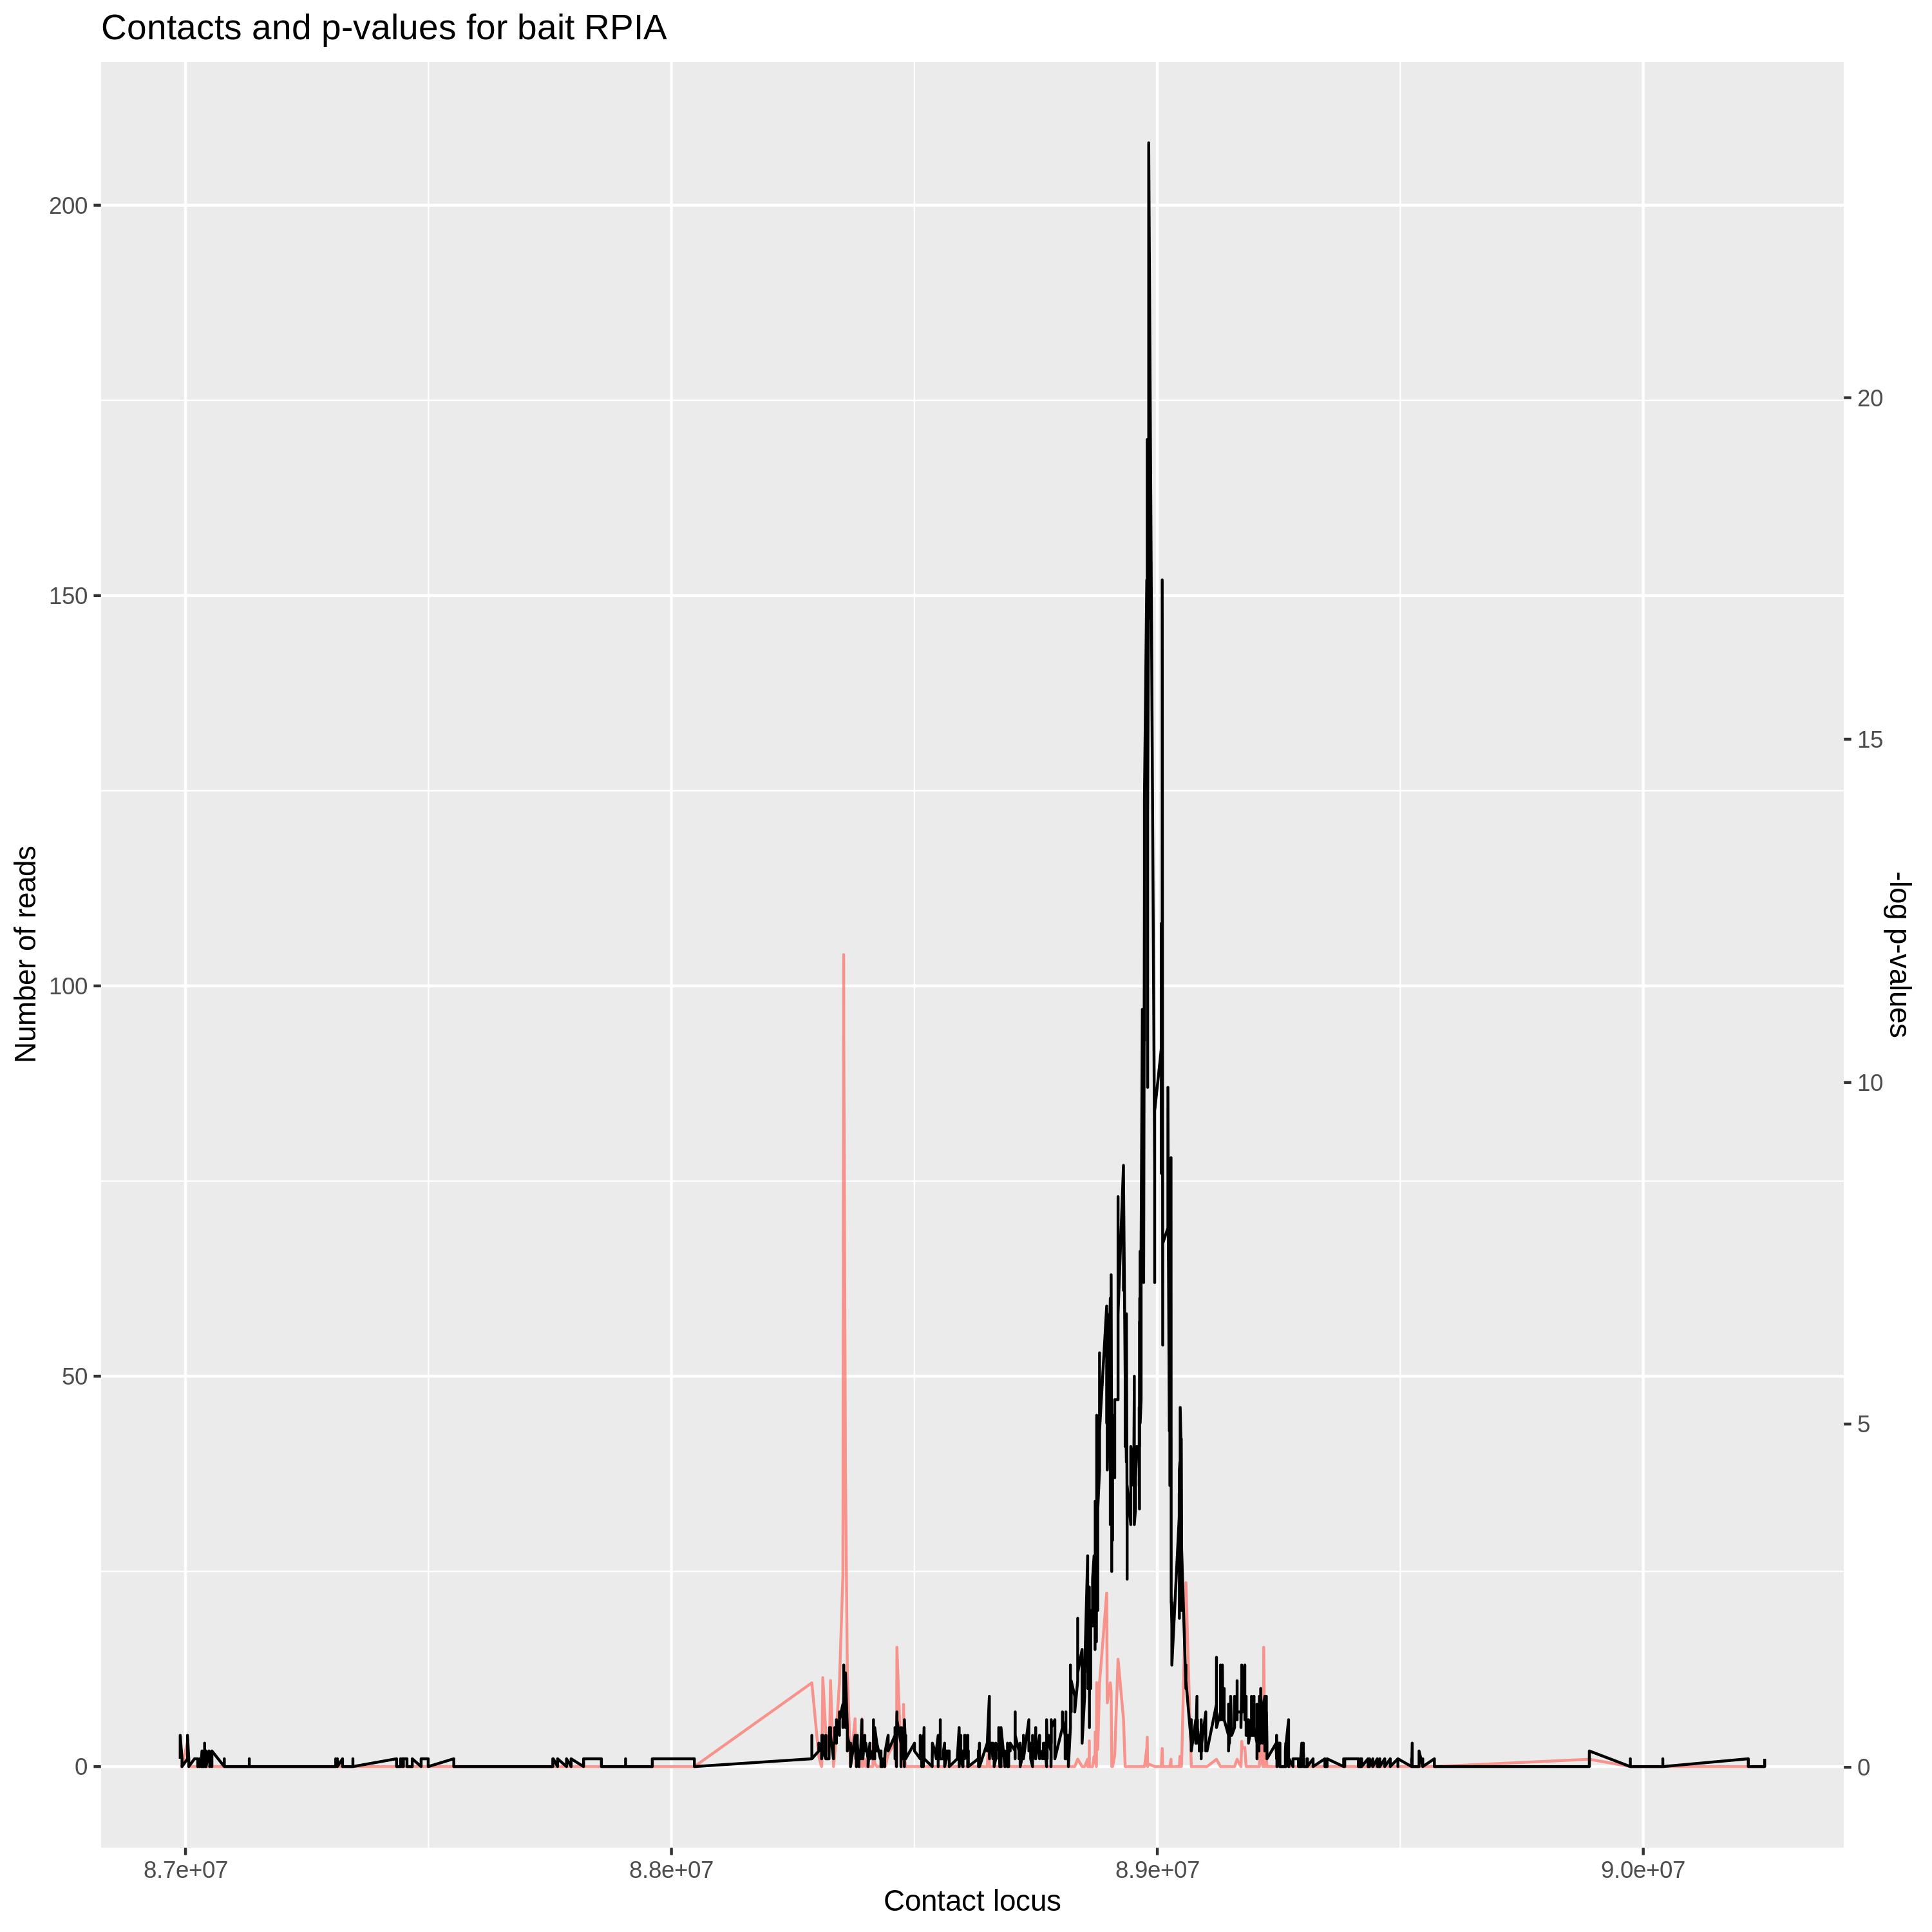 Contacts and p-values for bait RPIA
Number of reads
200
150
100
50
0
20
15
10
5
0
-log p-values
8.7e+07
8.8e+07
8.9e+07
9.0e+07
Contact locus